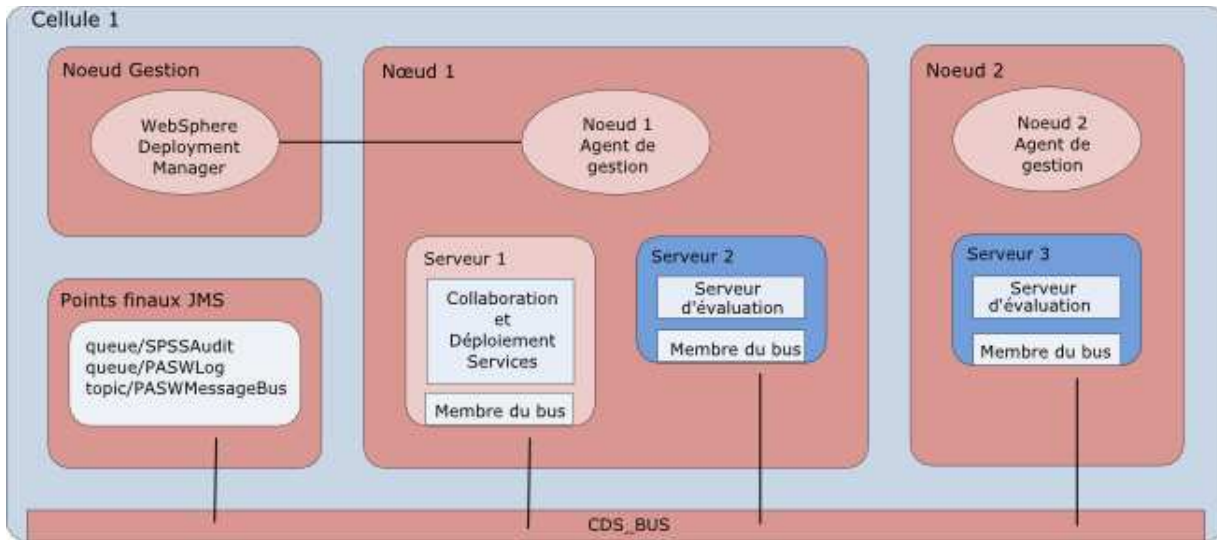 Cellule 1
Noeud Gestion
WebSphere
Deployment
Manager
Nœud 1
Noeud 1
Agent de
gestion
Noeud 2
Noeud 2
Agent de
gestion
Points finaux JMS
queue/SPSSAudit
queue/PASWLog
topic/PASWMessageBus
Serveur 1
Collaboration
et
Déploiement
Services
Membre du bus
Serveur 2
Serveur
d'évaluation
Membre du bus
Serveur 3
Serveur
d'évaluation
Membre du bus
CDS_BUS